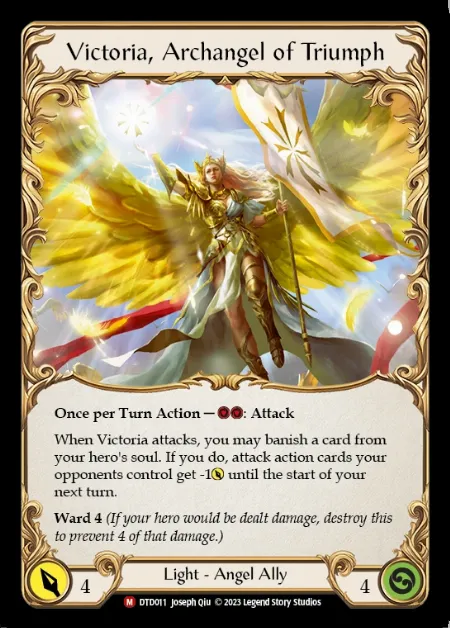 Victoria, Archangel of Triumph
Once per Turn Action — : Attack
When Victoria attacks, you may banish a card from
your hero's soul. If you do, attack action cards your
opponents control get -1 until the start of your
next turn.
Ward 4 (If your hero would be dealt damage, destroy this
to prevent 4 of that damage.)
4
Light - Angel Ally
4
M DTD011 Joseph Qiu © 2023 Legend Story Studios